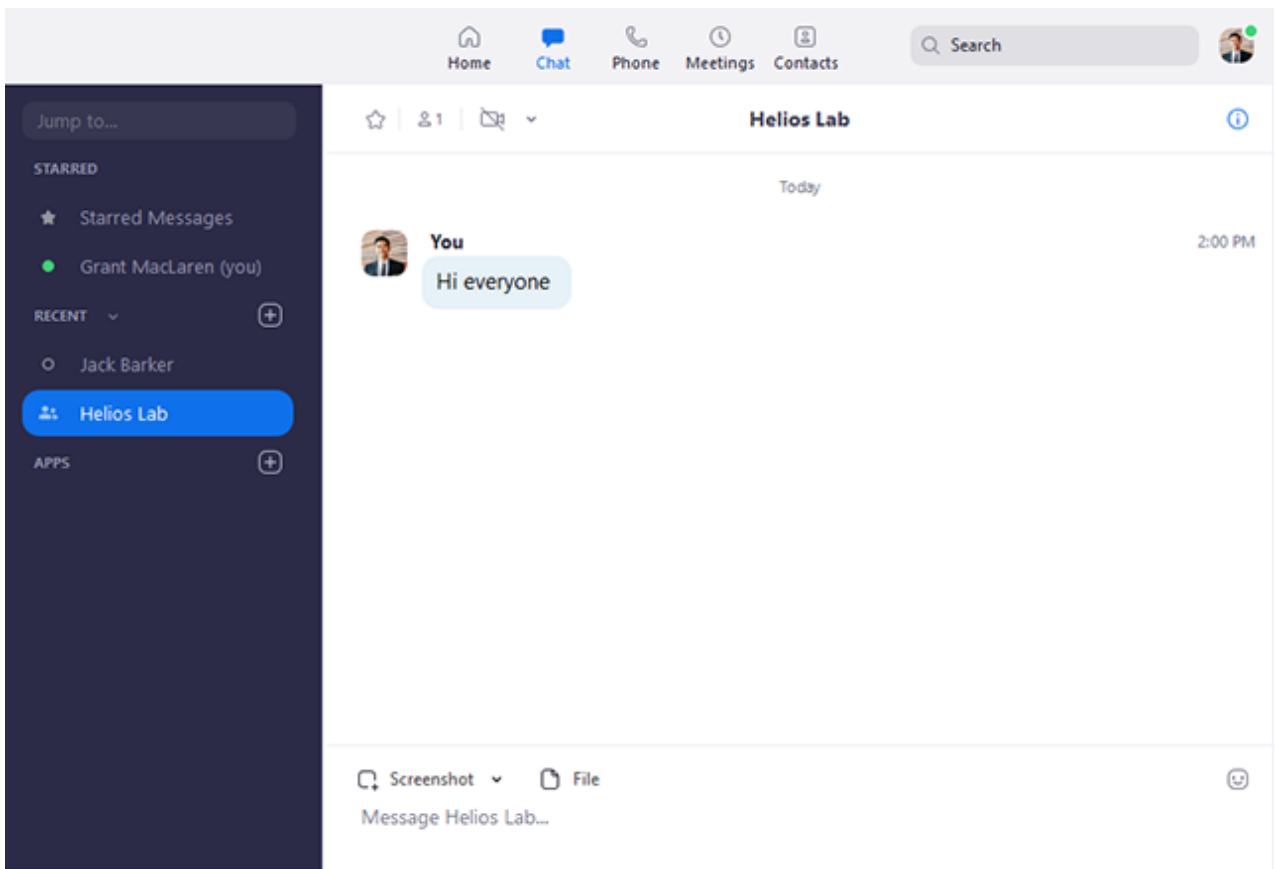 Home Chat Phone Meetings Contacts Search
Jump to...
STARRED
Starred Messages
Grant MacLaren (you)
RECENT
Jack Barker
Helios Lab
APPS
1 Helios Lab
Today
You 2:00 PM
Hi everyone
Screenshot File
Message Helios Lab...